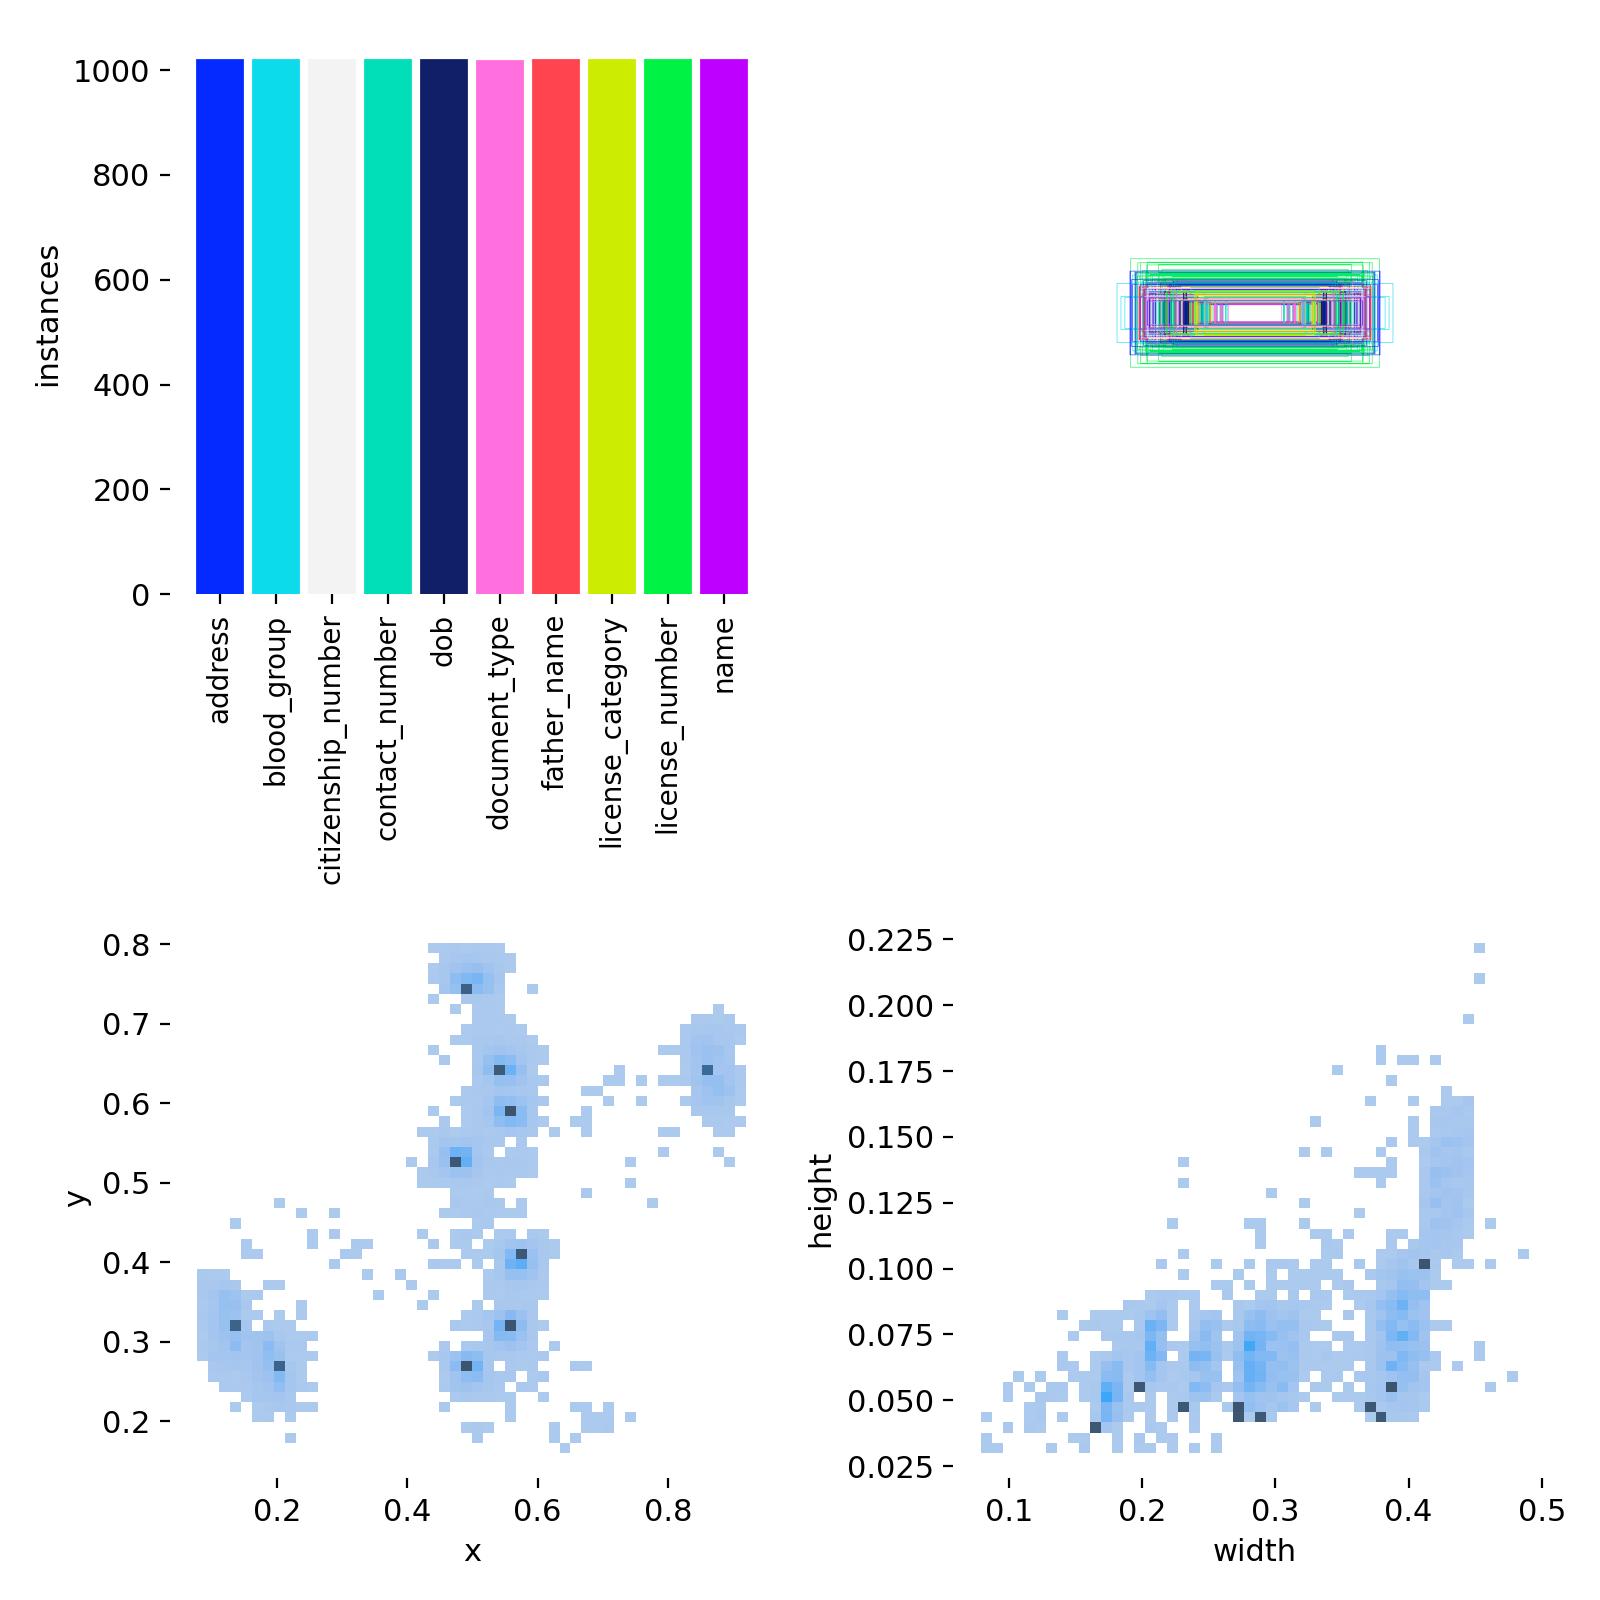 instances
1000
800
600
400
200
0
address
blood_group
citizenship_number
contact_number
dob
document_type
father_name
license_category
license_number
name
y
0.8
0.7
0.6
0.5
0.4
0.3
0.2
0.2 0.4 0.6 0.8
x
height
0.225
0.200
0.175
0.150
0.125
0.100
0.075
0.050
0.025
0.1 0.2 0.3 0.4 0.5
width